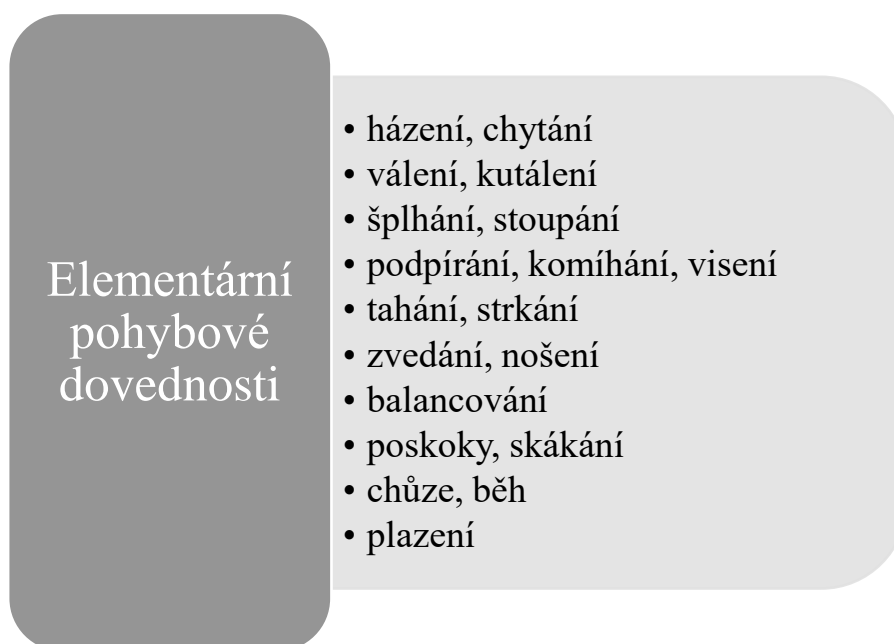 Elementární
pohybové
dovednosti
• házení, chytání
• válení, kutálení
• šplhání, stoupání
• podpírání, komíhání, visení
• tahání, strkání
• zvedání, nošení
• balancování
• poskoky, skákání
• chůze, běh
• plazení